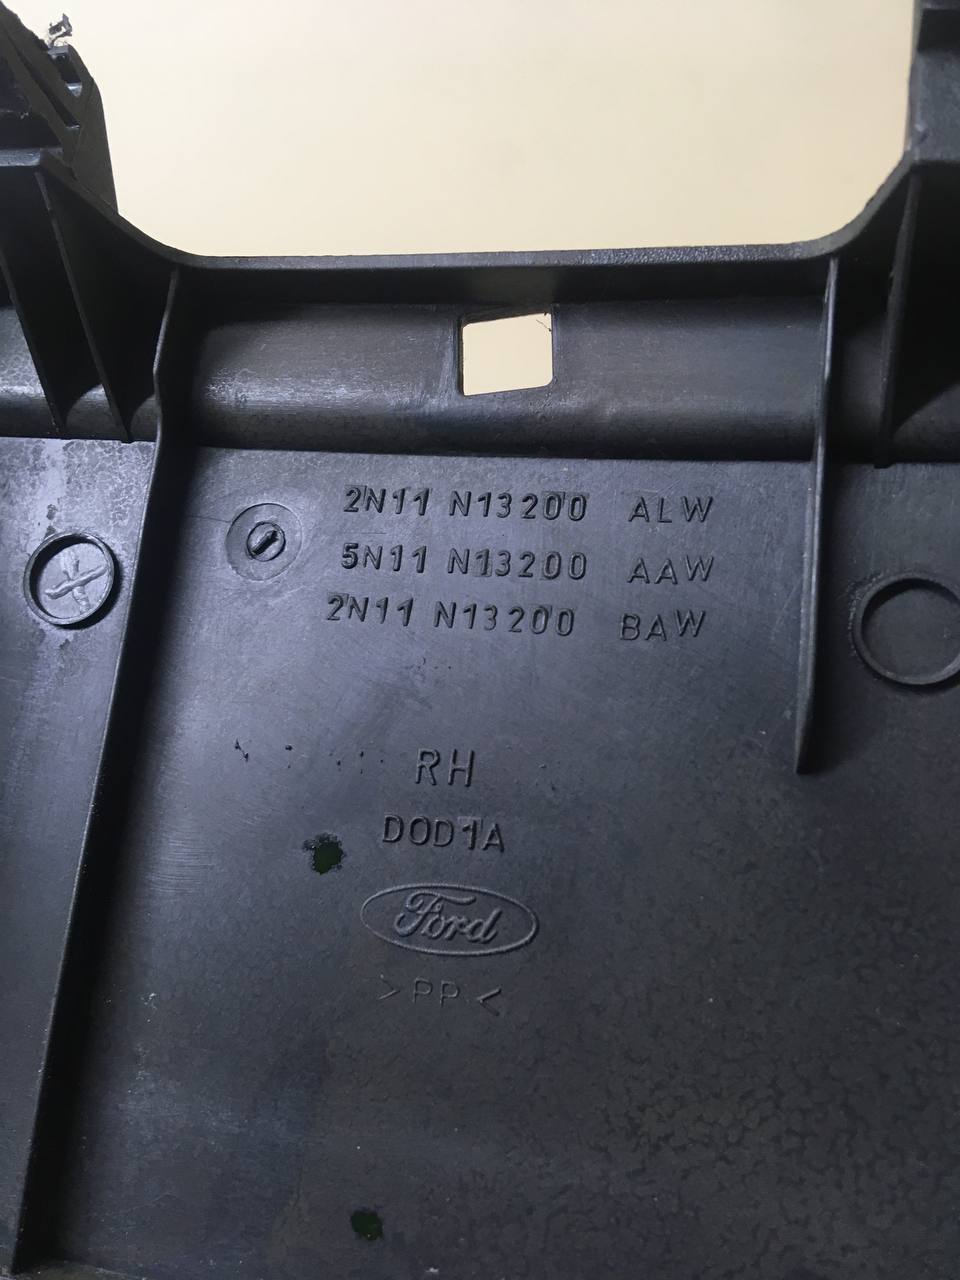 2N11 N13200 ALW
5N11 N13200 AAW
2N11 N13200 BAW
RH
DOD1A
Ford
>PP<